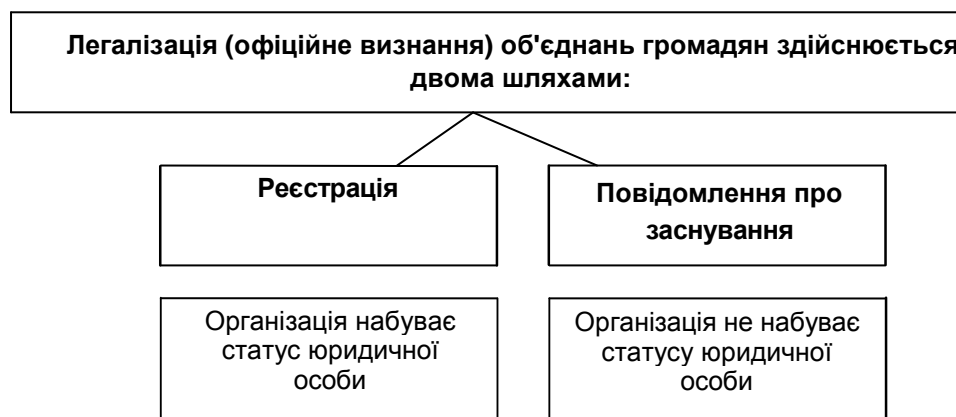 Легалізація (офіційне визнання) об'єднань громадян здійснюється
двома шляхами:
Реєстрація
Повідомлення про
заснування
Організація набуває
статус юридичної
особи
Організація не набуває
статусу юридичної
особи